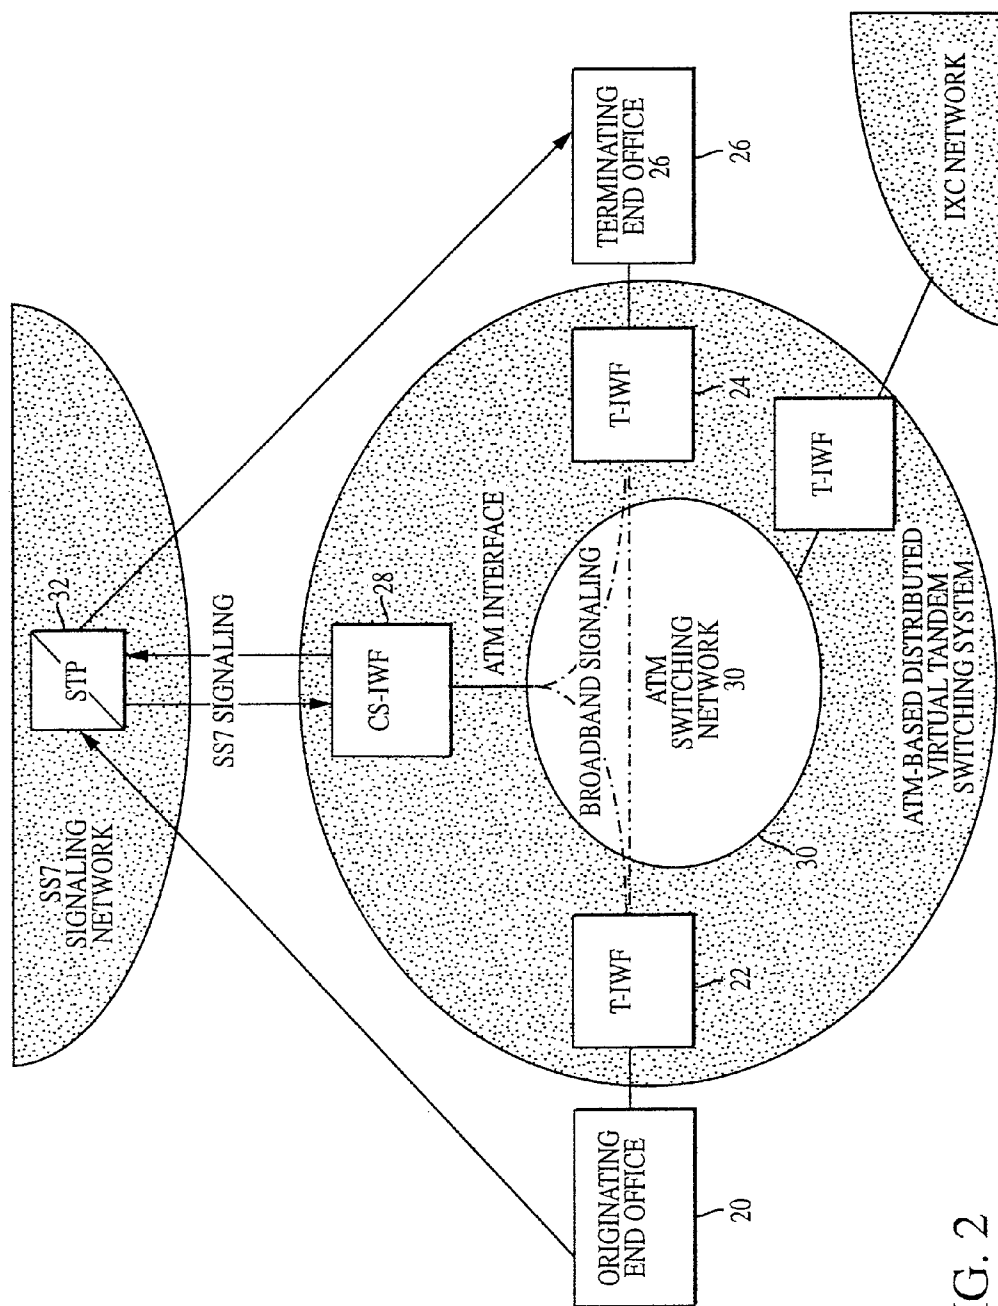 SS7
SIGNALING
NETWORK
STP
32
SS7 SIGNALING
CS-IWF
28
ATM INTERFACE
BROADBAND SIGNALING
ATM
SWITCHING
NETWORK
30
30
ORIGINATING
END OFFICE
20
T-IWF
22
T-IWF
24
TERMINATING
END OFFICE
26
26
T-IWF
ATM-BASED DISTRIBUTED
VIRTUAL TANDEM
SWITCHING SYSTEM
IXC NETWORK
IG. 2